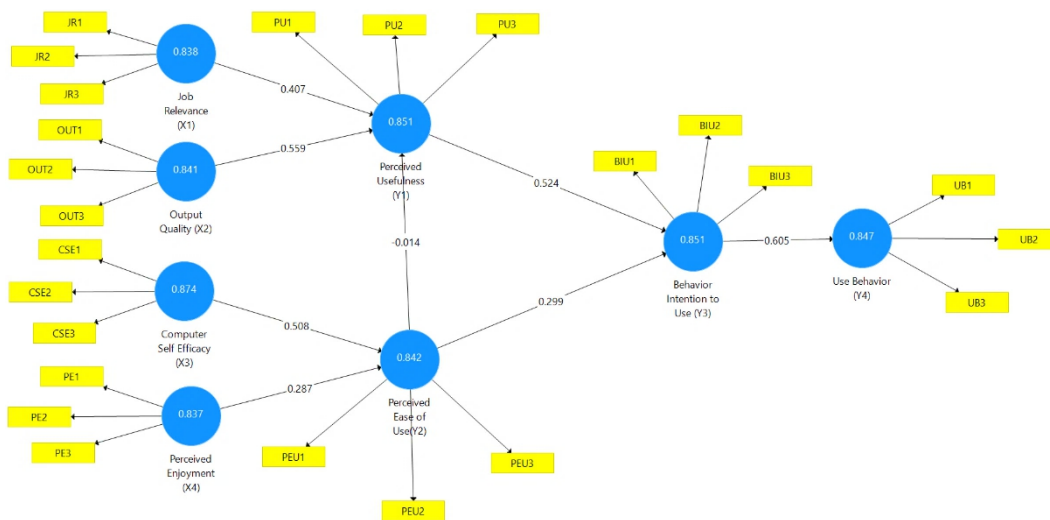 JR1
JR2
JR3
0.838
Job
Relevance
(X1)
0.407
OUT1
OUT2
OUT3
0.841
Output
Quality (X2)
0.559
PU1
PU2
PU3
0.851
Perceived
Usefulness
(Y1)
-0.014
0.524
CSE1
CSE2
CSE3
0.874
Computer
Self Efficacy
(X3)
0.508
PE1
PE2
PE3
0.837
Perceived
Enjoyment
(X4)
0.287
0.842
Perceived
Ease of
Use(Y2)
PEU1
PEU2
PEU3
0.299
BIU1
BIU2
BIU3
0.851
Behavior
Intention to
Use (Y3)
0.605
0.847
Use Behavior
(Y4)
UB1
UB2
UB3